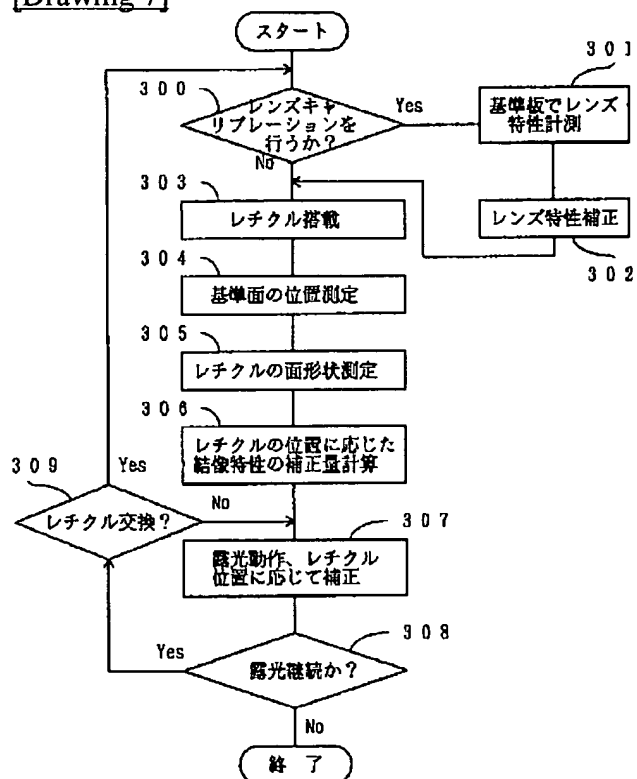 [Drawing 7]
スタート
300
レンズキャ
リブレーションを
行うか？
Yes
No
301
基準板でレンズ
特性計測
レンズ特性補正
302
303
レチクル搭載
304
基準面の位置測定
305
レチクルの面形状測定
306
レチクルの位置に応じた
結像特性の補正量計算
309
Yes
レチクル交換？
No
307
露光動作、レチクル
位置に応じて補正
308
Yes
露光継続か？
No
終了